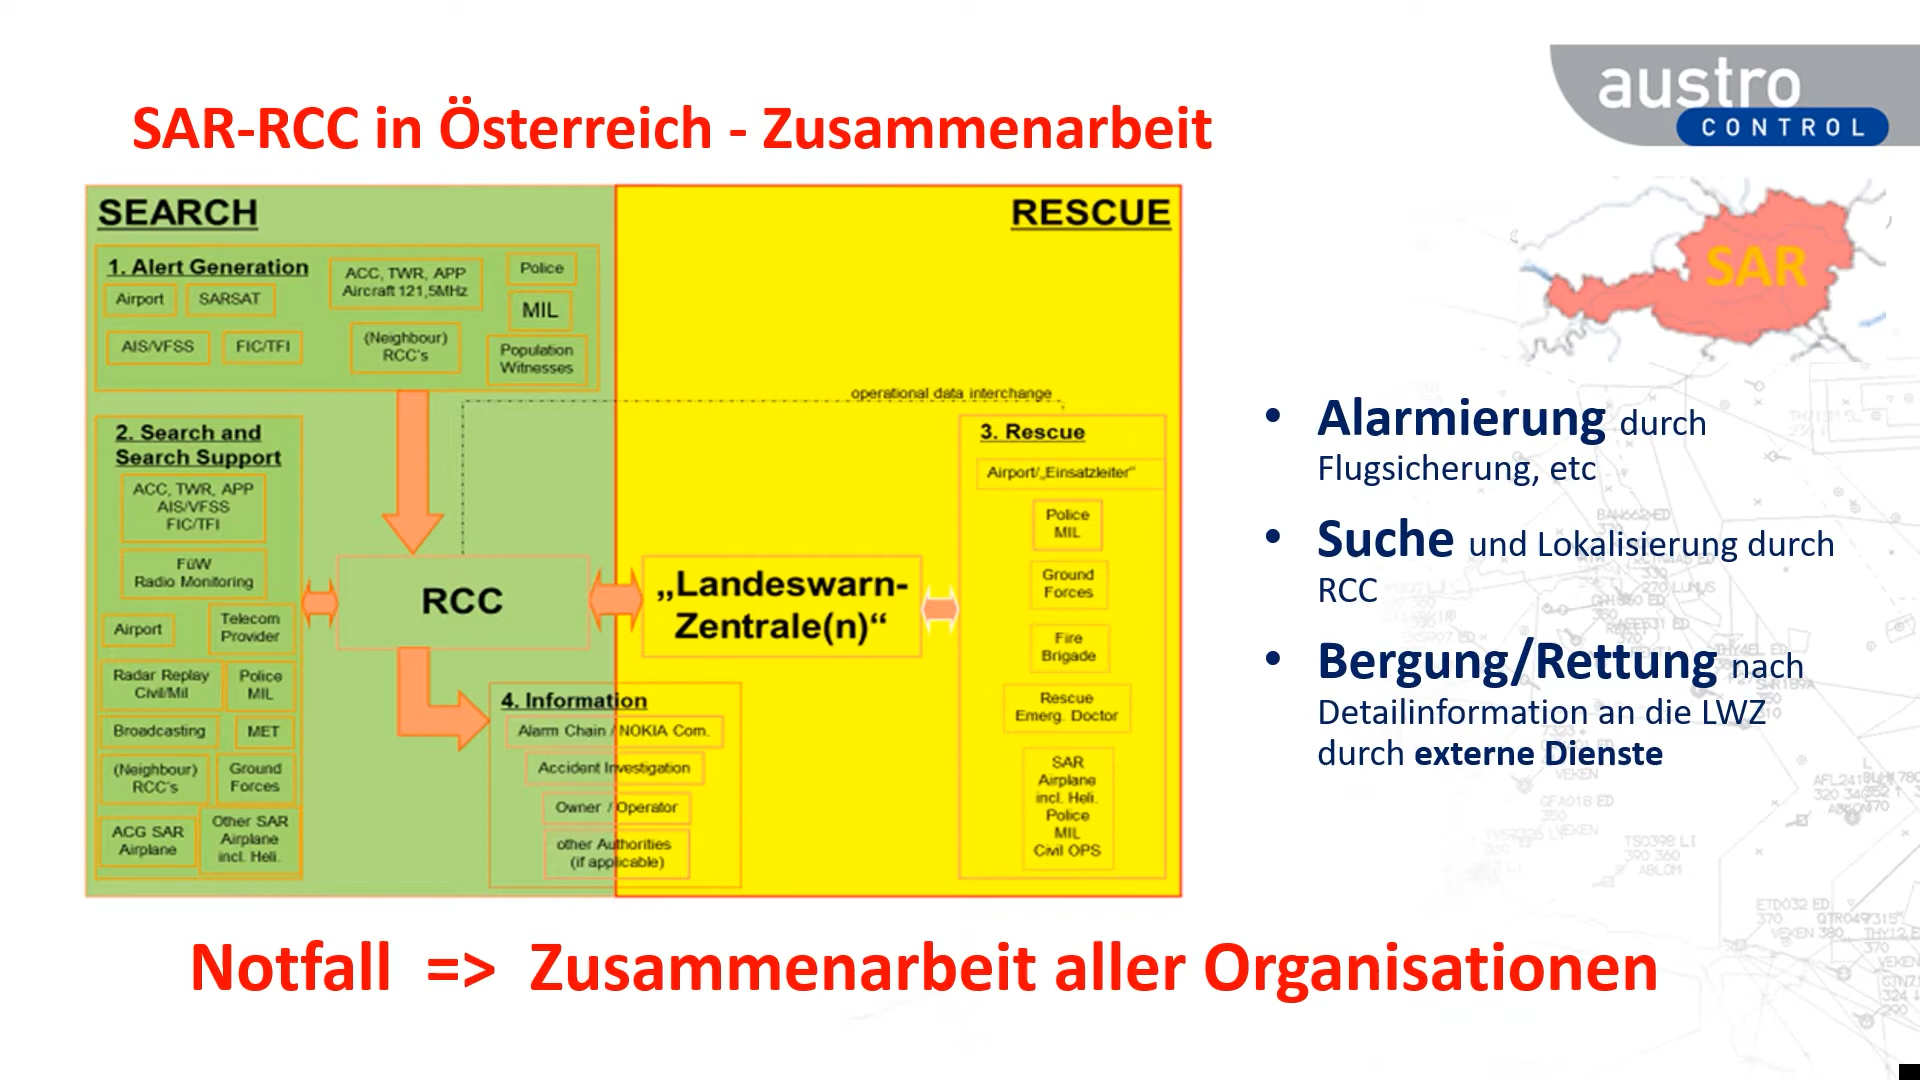 SAR-RCC in Österreich - Zusammenarbeit
austro
CONTROL
SEARCH
RESCUE
SAR
1. Alert Generation
Airport
SARSAT
ACC, TWR, APP
Aircraft 121,5MHz
Police
MIL
AIS/VFSS
FIC/TFI
(Neighbour)
RCC's
Population
Witnesses
operational data interchange
2. Search and
Search Support
ACC, TWR, APP
AIS/VFSS
FIC/TFI
FüW
Radio Monitoring
Airport
Telecom
Provider
Radar Replay
Civil/Mil
Police
MIL
Broadcasting
MET
(Neighbour)
RCC's
Ground
Forces
ACG SAR
Airplane
Other SAR
Airplane
incl. Heli.
RCC
„Landeswarn-
Zentrale(n)“
4. Information
Alarm Chain / NOKIA Com.
Accident Investigation
Owner / Operator
other Authorities
(if applicable)
3. Rescue
Airport/„Einsatzleiter“
Police
MIL
Ground
Forces
Fire
Brigade
Rescue
Emerg. Doctor
SAR
Airplane
incl. Heli.
Police
MIL
Civil OPS
• Alarmierung durch
Flugsicherung, etc
• Suche und Lokalisierung durch
RCC
• Bergung/Rettung nach
Detailinformation an die LWZ
durch externe Dienste
Notfall => Zusammenarbeit aller Organisationen